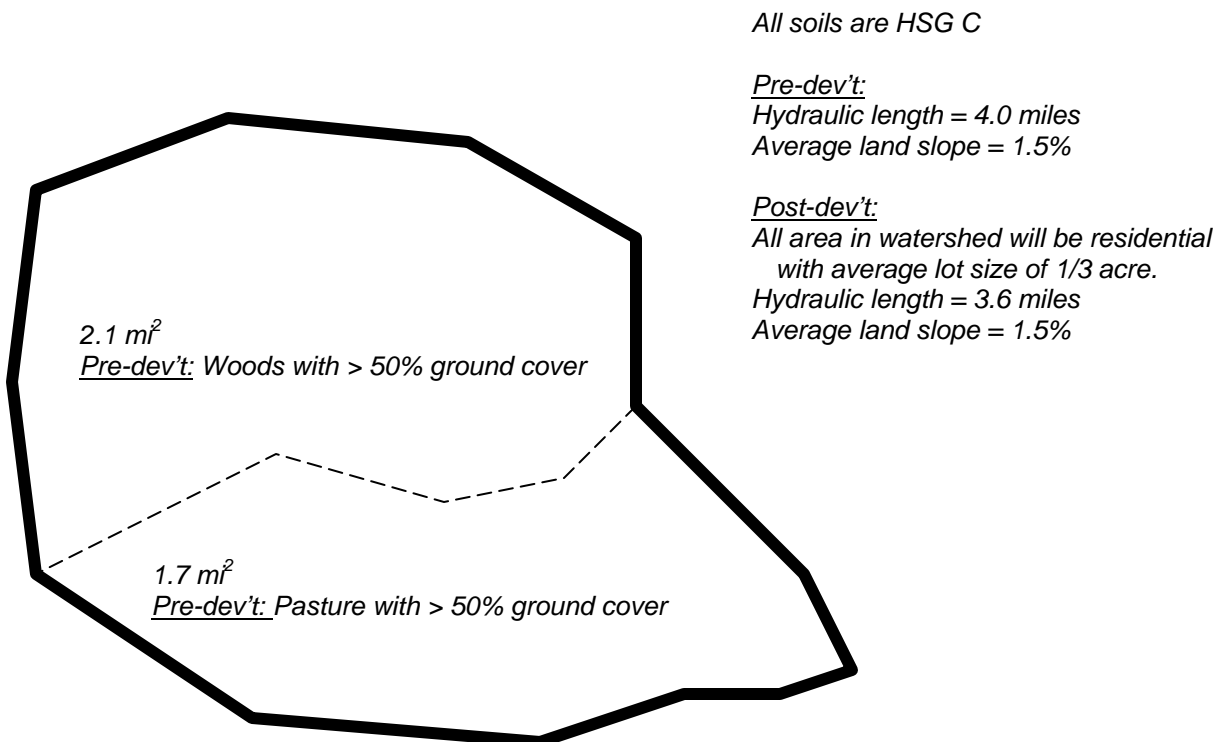 All soils are HSG C
Pre-dev't:
Hydraulic length = 4.0 miles
Average land slope = 1.5%
Post-dev't:
All area in watershed will be residential
with average lot size of 1/3 acre.
Hydraulic length = 3.6 miles
Average land slope = 1.5%
2.1 mi²
Pre-dev't: Woods with > 50% ground cover
1.7 mi²
Pre-dev't: Pasture with > 50% ground cover